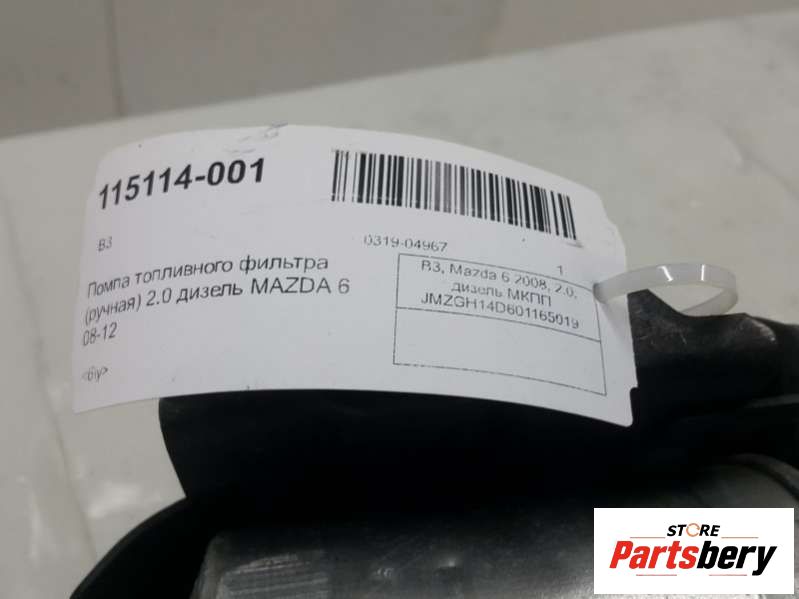 115114-001
B3
0319-04967
1
Помпа топливного фильтра
(ручная) 2.0 дизель MAZDA 6
08-12
<бу>
B3, Mazda 6 2008, 2.0,
дизель МКПП
JMZGH14D601165019
STORE
Partsbery